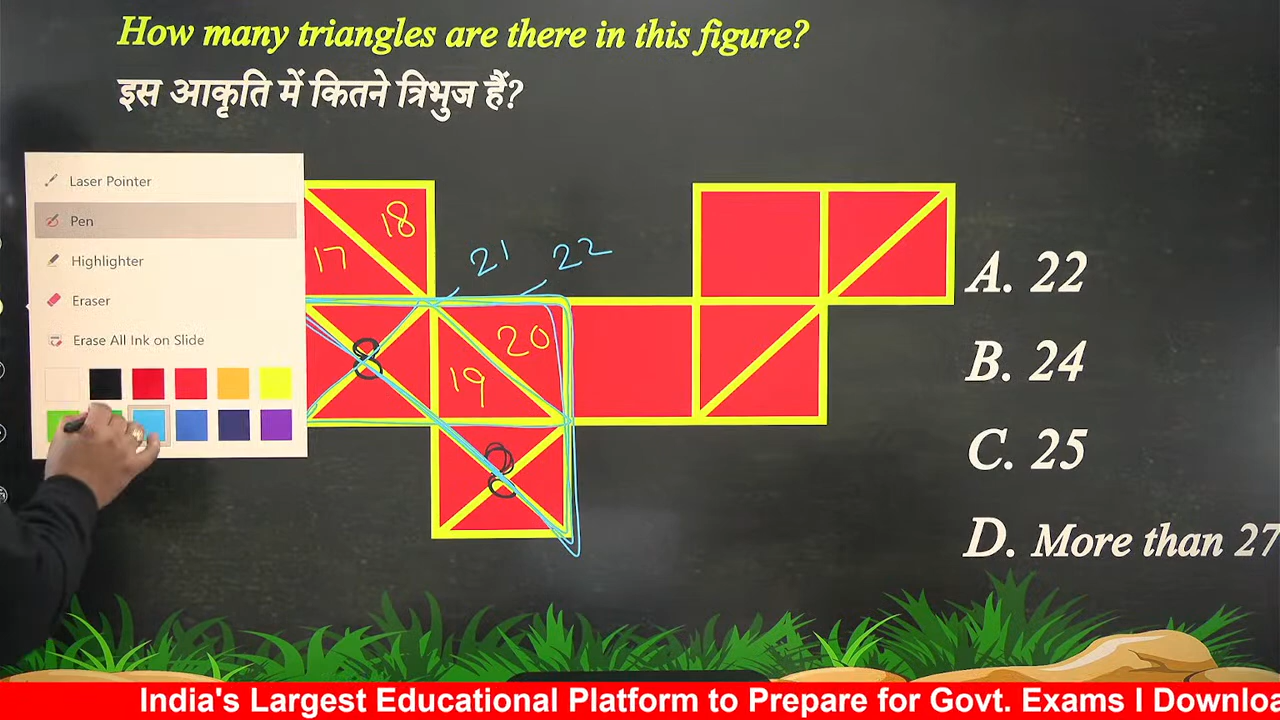 How many triangles are there in this figure?
इस आकृति में कितने त्रिभुज हैं?
Laser Pointer
Pen
Highlighter
Eraser
Erase All Ink on Slide
18
17
21
22
8
20
19
8
A. 22
B. 24
C. 25
D. More than 27
India's Largest Educational Platform to Prepare for Govt. Exams I